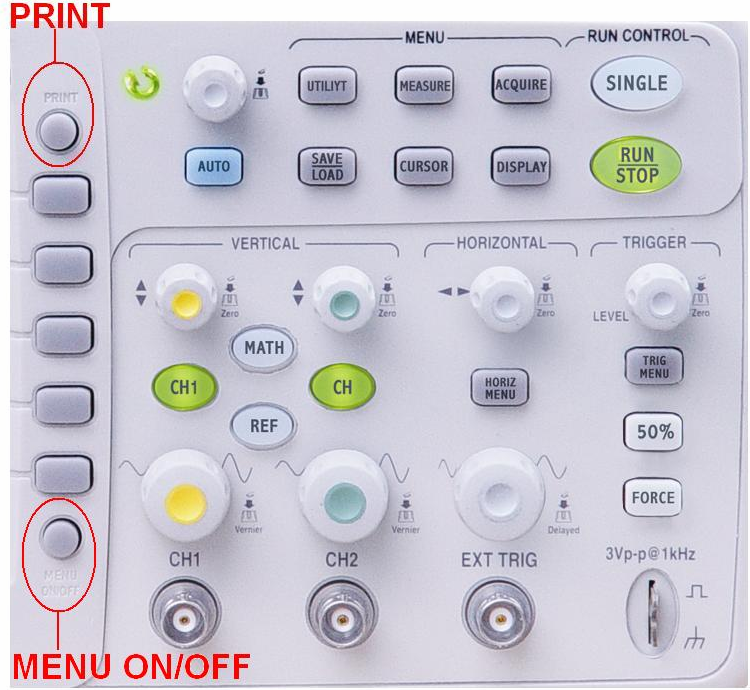 PRINT
MENU
RUN CONTROL
PRINT
UTILIYT
MEASURE
ACQUIRE
SINGLE
AUTO
SAVE
LOAD
CURSOR
DISPLAY
RUN
STOP
VERTICAL
HORIZONTAL
TRIGGER
Zero
Zero
Zero
LEVEL
Zero
MATH
CH1
CH
HORIZ
MENU
TRIG
MENU
REF
50%
FORCE
Vernier
Vernier
Delayed
CH1
CH2
EXT TRIG
3Vp-p@1kHz
MENU
ON/OFF
MENU ON/OFF